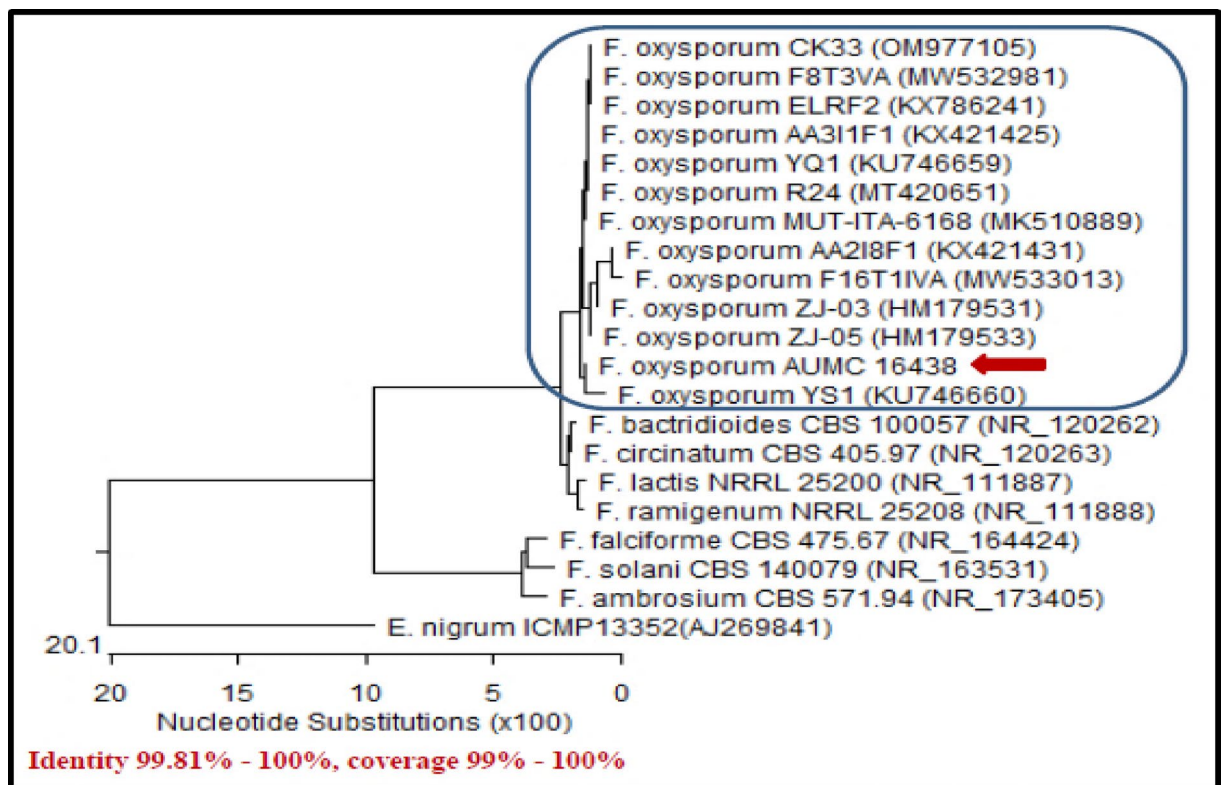 F. oxysporum CK33 (OM977105)
F. oxysporum F8T3VA (MW532981)
F. oxysporum ELRF2 (KX786241)
F. oxysporum AA3I1F1 (KX421425)
F. oxysporum YQ1 (KU746659)
F. oxysporum R24 (MT420651)
F. oxysporum MUT-ITA-6168 (MK510889)
F. oxysporum AA2I8F1 (KX421431)
F. oxysporum F16T1IVA (MW533013)
F. oxysporum ZJ-03 (HM179531)
F. oxysporum ZJ-05 (HM179533)
F. oxysporum AUMC 16438
F. oxysporum YS1 (KU746660)
F. bactridioides CBS 100057 (NR_120262)
F. circinatum CBS 405.97 (NR_120263)
F. lactis NRRL 25200 (NR_111887)
F. ramigenum NRRL 25208 (NR_111888)
F. falciforme CBS 475.67 (NR_164424)
F. solani CBS 140079 (NR_163531)
F. ambrosium CBS 571.94 (NR_173405)
E. nigrum ICMP13352(AJ269841)
20.1
20 15 10 5 0
Nucleotide Substitutions (x100)
Identity 99.81% - 100%, coverage 99% - 100%